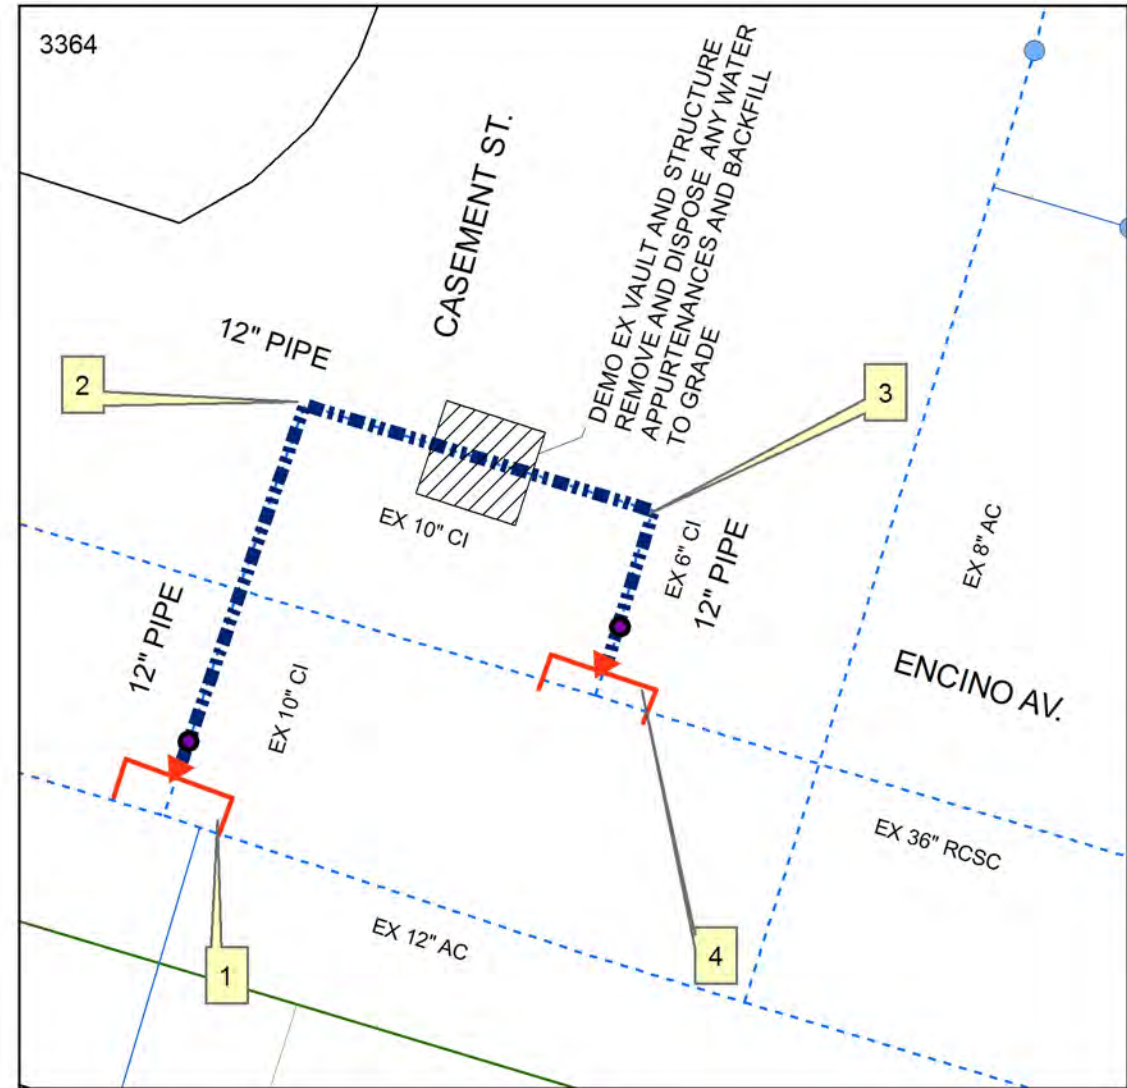 3364
CASEMENT ST.
DEMO EX VAULT AND STRUCTURE
REMOVE AND DISPOSE ANY WATER
APPURTENANCES AND BACKFILL
TO GRADE
12" PIPE
2
3
EX 10" CI
EX 6" CI
12" PIPE
EX 8" AC
12" PIPE
EX 10" CI
ENCINO AV.
EX 36" RCSC
EX 12" AC
1
4